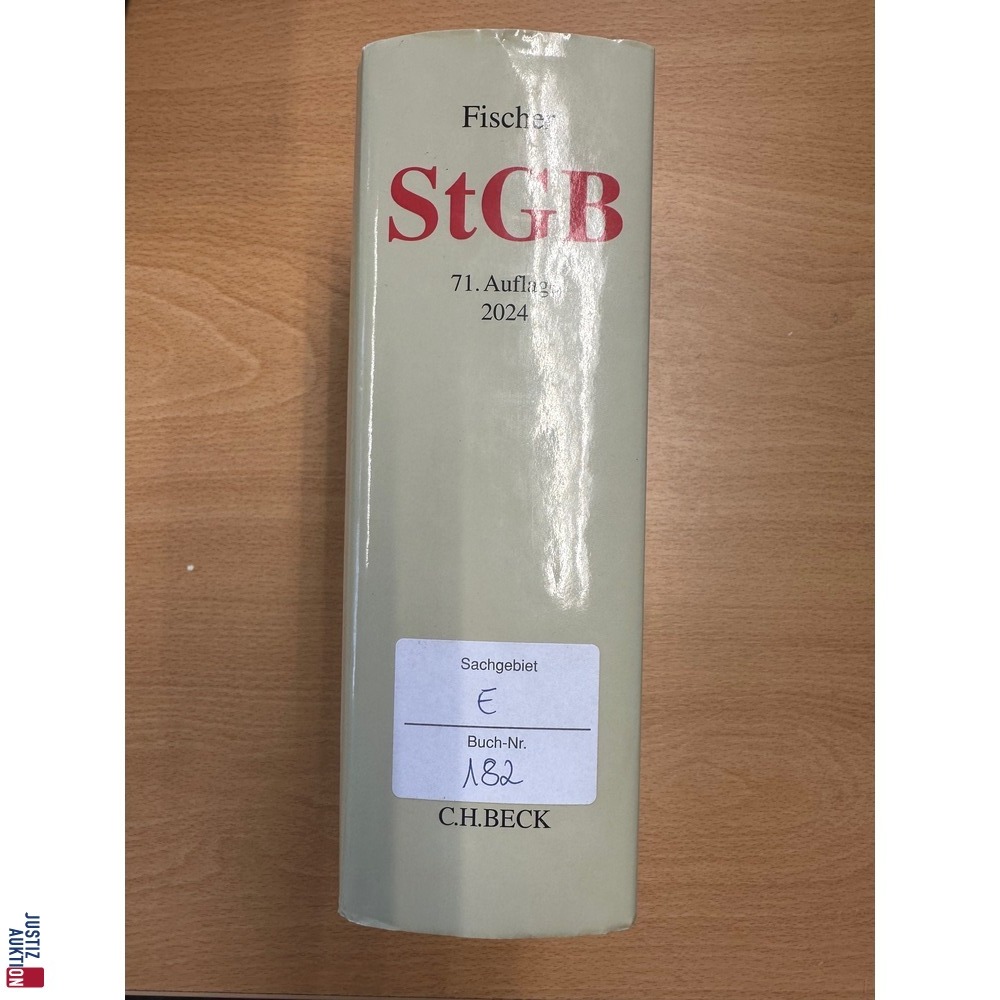 Fischer
StGB
71. Auflage
2024
Sachgebiet
E
Buch-Nr.
182
C.H.BECK
JUSTIZ
AUKTION